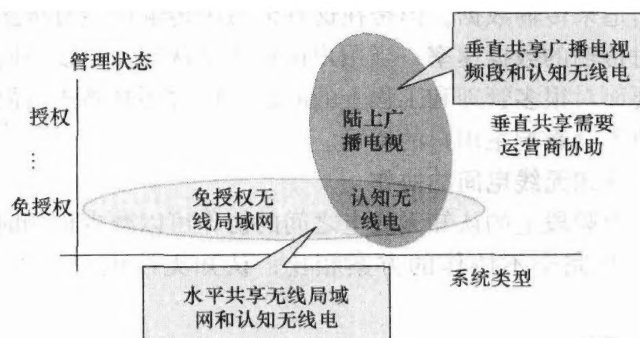 管理状态
垂直共享广播电视
频段和认知无线电
授权
陆上广
播电视
垂直共享需要
运营商协助
⋮
免授权
免授权无
线局域网
认知无
线电
系统类型
水平共享无线局域
网和认知无线电